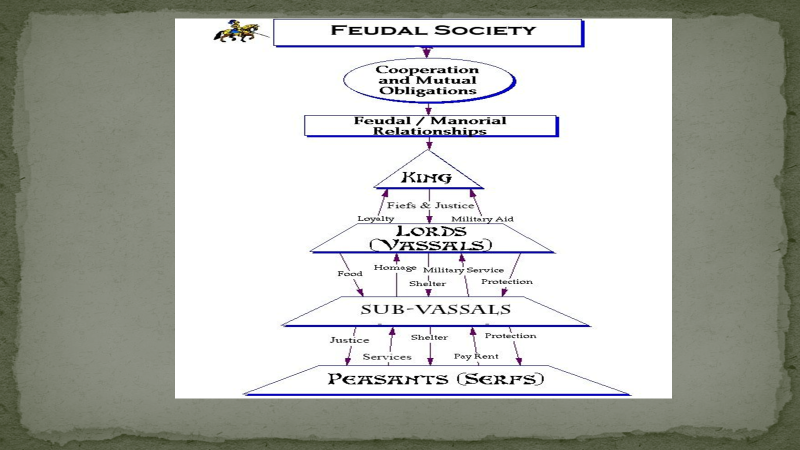 FEUDAL SOCIETY
Cooperation
and Mutual
Obligations
Feudal / Manorial
Relationships
KING
Fiefs & Justice
Loyalty Military Aid
LORDS
(VASSALS)
Food Homage Military Service
Shelter Protection
SUB-VASSALS
Justice Shelter Protection
Services Pay Rent
PEASANTS (SERFS)